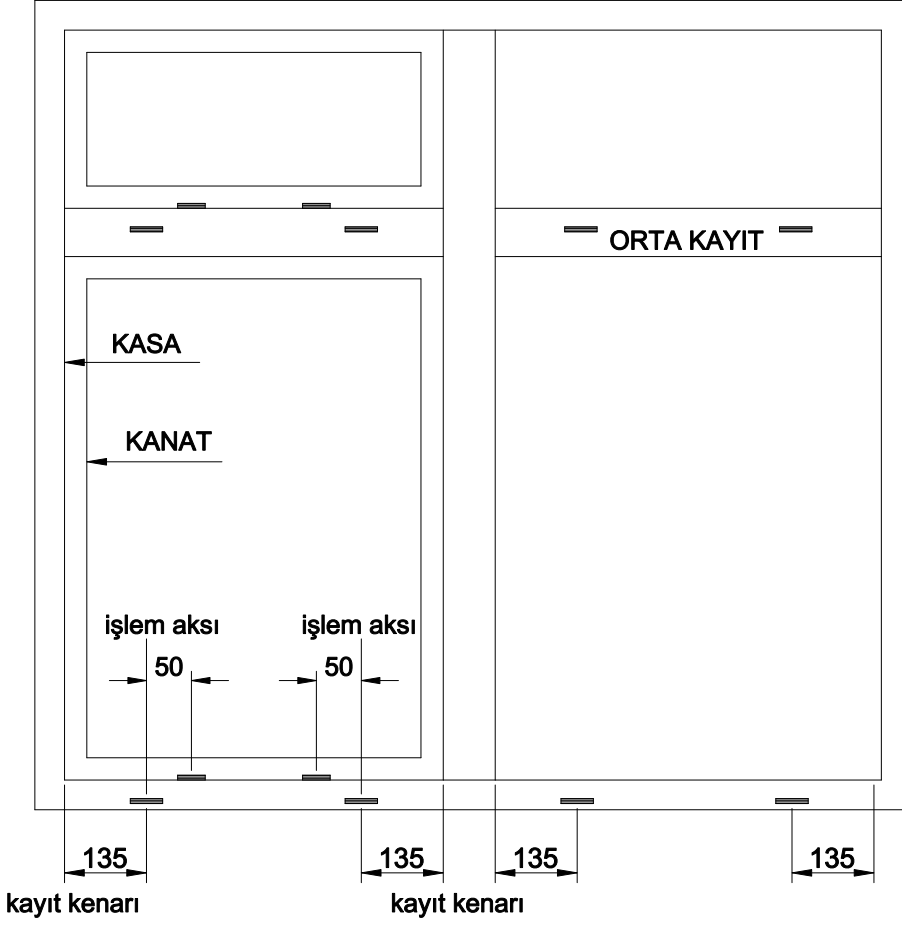 ORTA KAYIT
KASA
KANAT
işlem aksı işlem aksı
50 50
135 135 135 135
kayıt kenarı kayıt kenarı